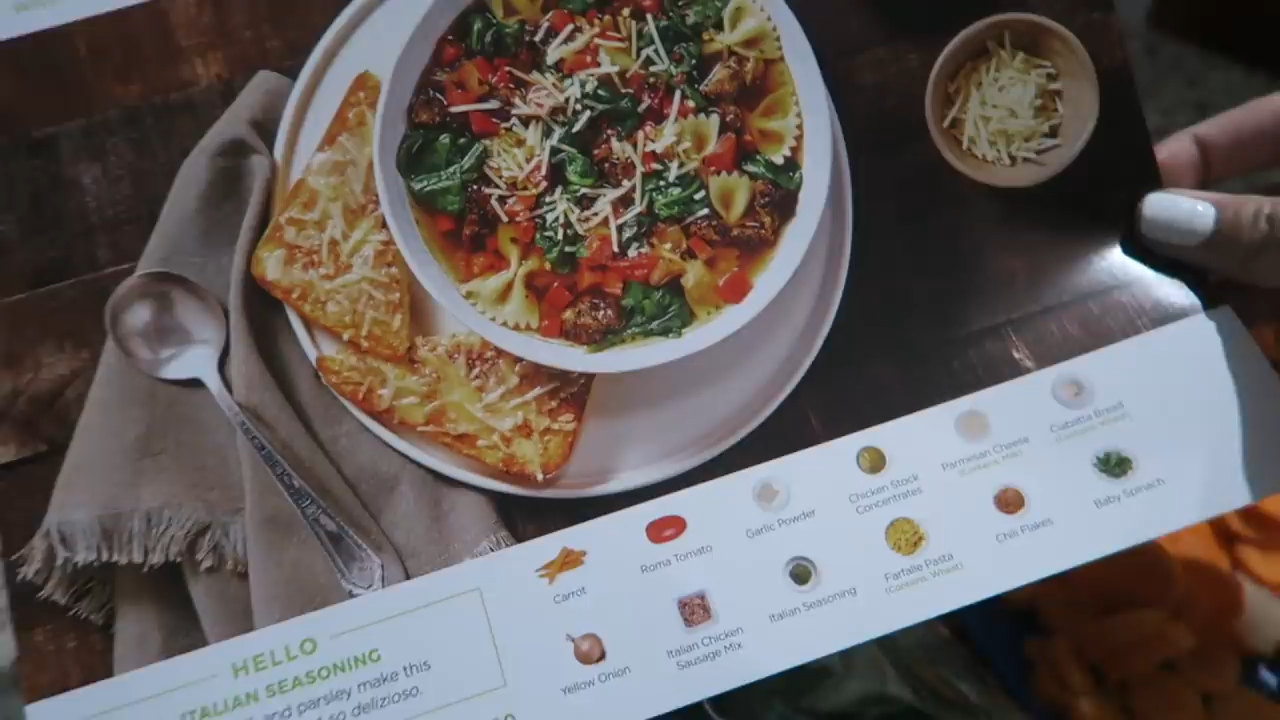 Carrot
Roma Tomato
Garlic Powder
Chicken Stock
Concentrates
Parmesan Cheese
(Contains: Milk)
Ciabatta Bread
(Contains: Wheat)
Yellow Onion
Italian Chicken
Sausage Mix
Italian Seasoning
Farfalle Pasta
(Contains: Wheat)
Chili Flakes
Baby Spinach
HELLO
ITALIAN SEASONING
and parsley make this
so delizioso.